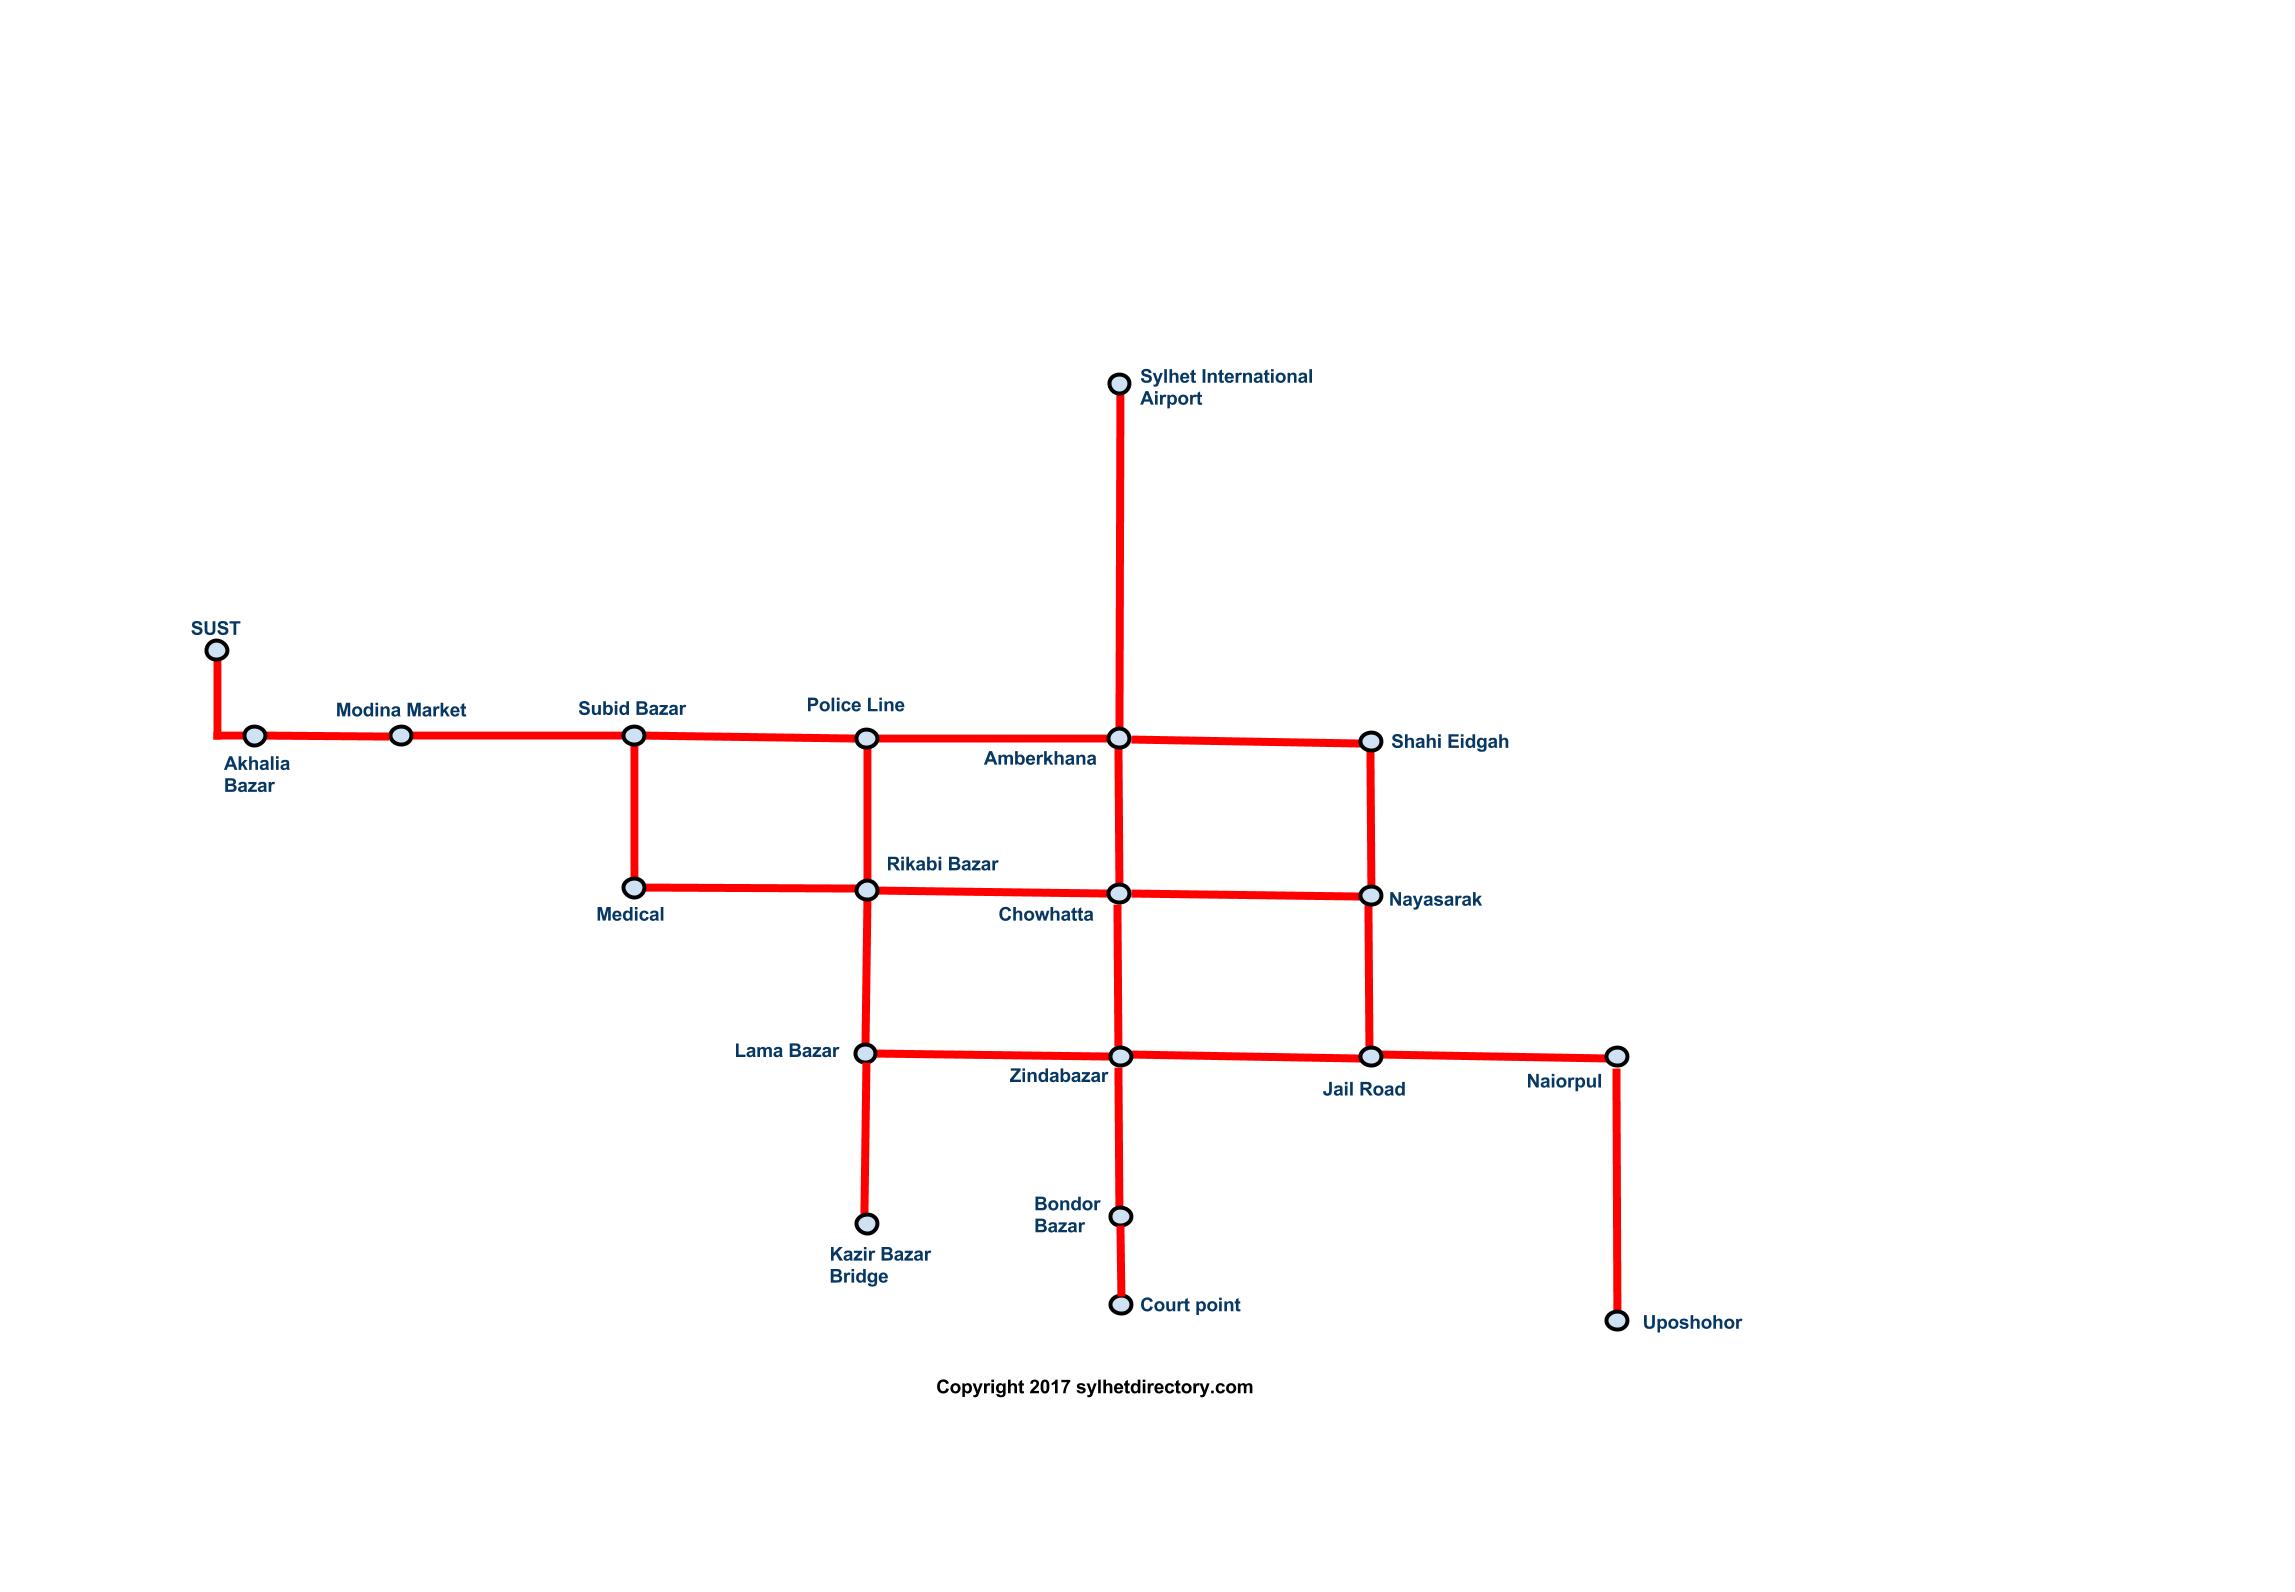 Sylhet International
Airport
SUST
Modina Market
Subid Bazar
Police Line
Akhalia
Bazar
Amberkhana
Shahi Eidgah
Rikabi Bazar
Medical
Chowhatta
Nayasarak
Lama Bazar
Zindabazar
Jail Road
Naiorpul
Bondor
Bazar
Kazir Bazar
Bridge
Court point
Uposhohor
Copyright 2017 sylhetdirectory.com